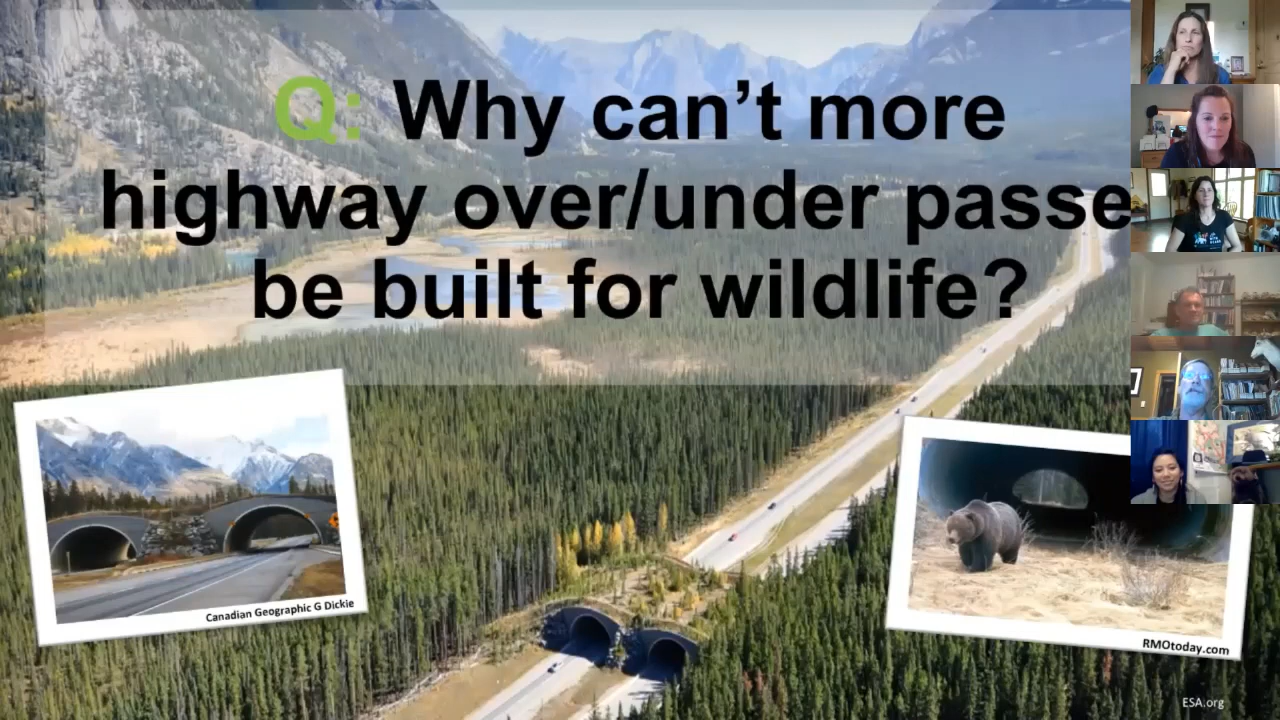 Q: Why can't more
highway over/under passe
be built for wildlife?
Canadian Geographic G Dickie
RMOtoday.com
ESA.org